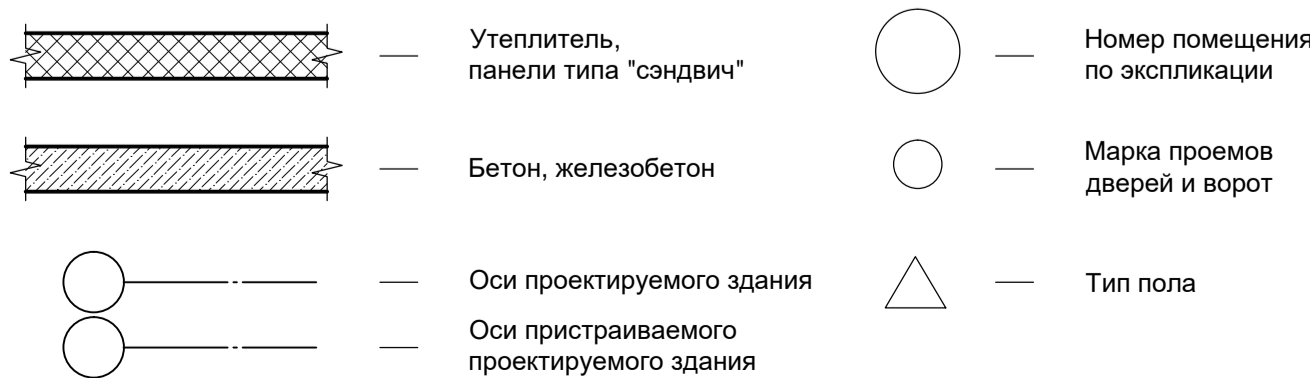 Утеплитель,
панели типа "сэндвич"
Бетон, железобетон
Оси проектируемого здания
Оси пристраиваемого
проектируемого здания
Номер помещения
по экспликации
Марка проемов
дверей и ворот
Тип пола